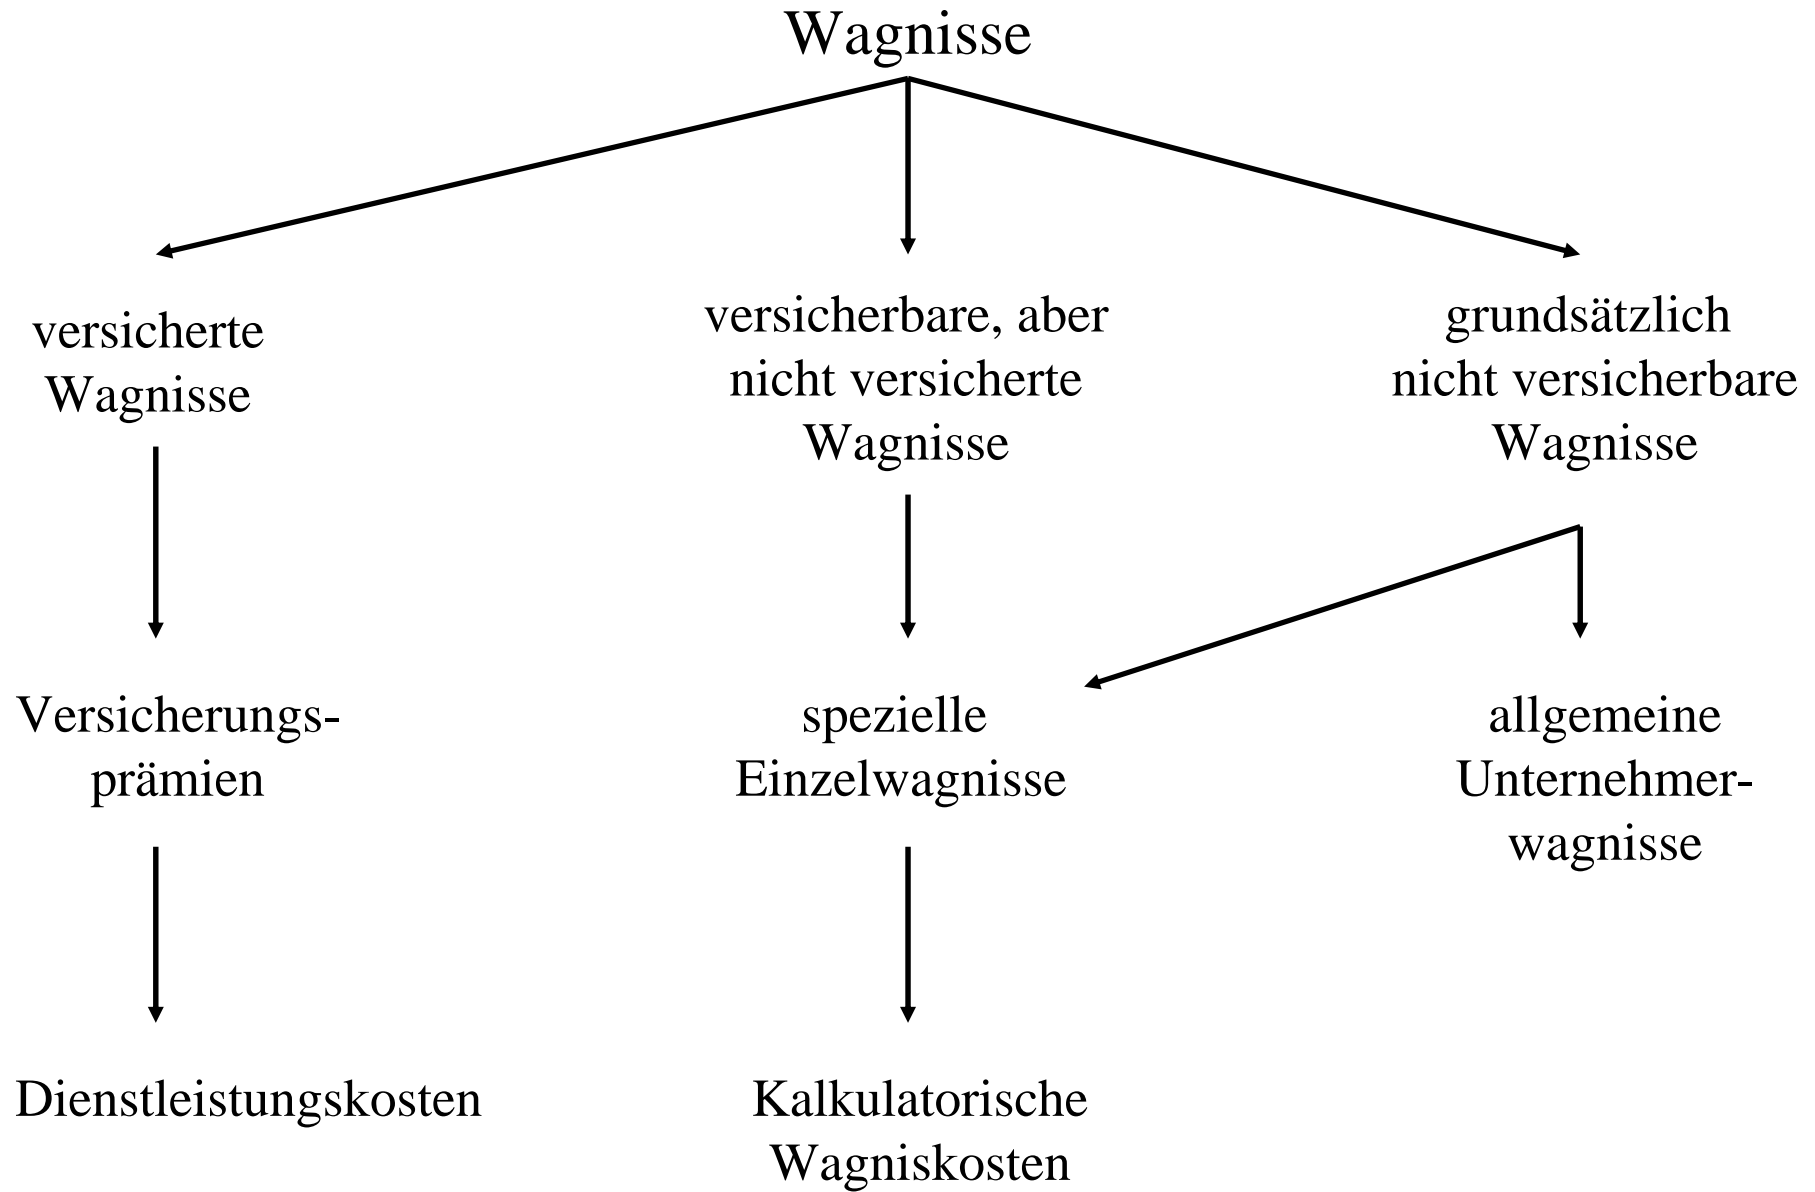 Wagnisse
versicherte
Wagnisse
versicherbare, aber
nicht versicherte
Wagnisse
grundsätzlich
nicht versicherbare
Wagnisse
Versicherungs-
prämien
spezielle
Einzelwagnisse
allgemeine
Unternehmer-
wagnisse
Dienstleistungskosten
Kalkulatorische
Wagniskosten